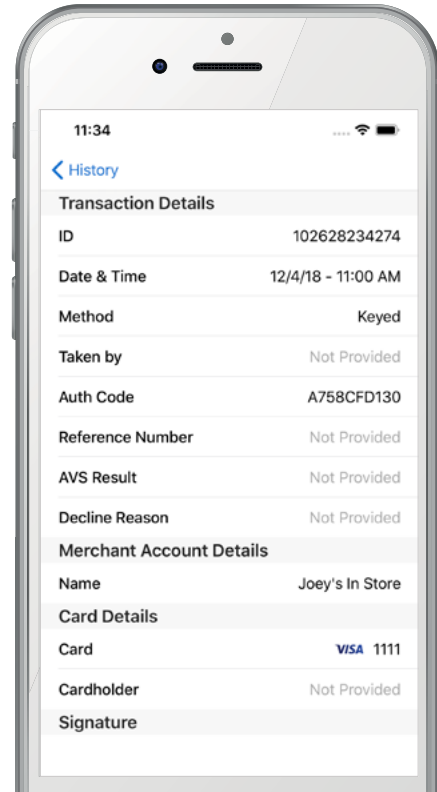 11:34
History
Transaction Details
ID 102628234274
Date & Time 12/4/18 - 11:00 AM
Method Keyed
Taken by Not Provided
Auth Code A758CFD130
Reference Number Not Provided
AVS Result Not Provided
Decline Reason Not Provided
Merchant Account Details
Name Joey's In Store
Card Details
Card VISA 1111
Cardholder Not Provided
Signature